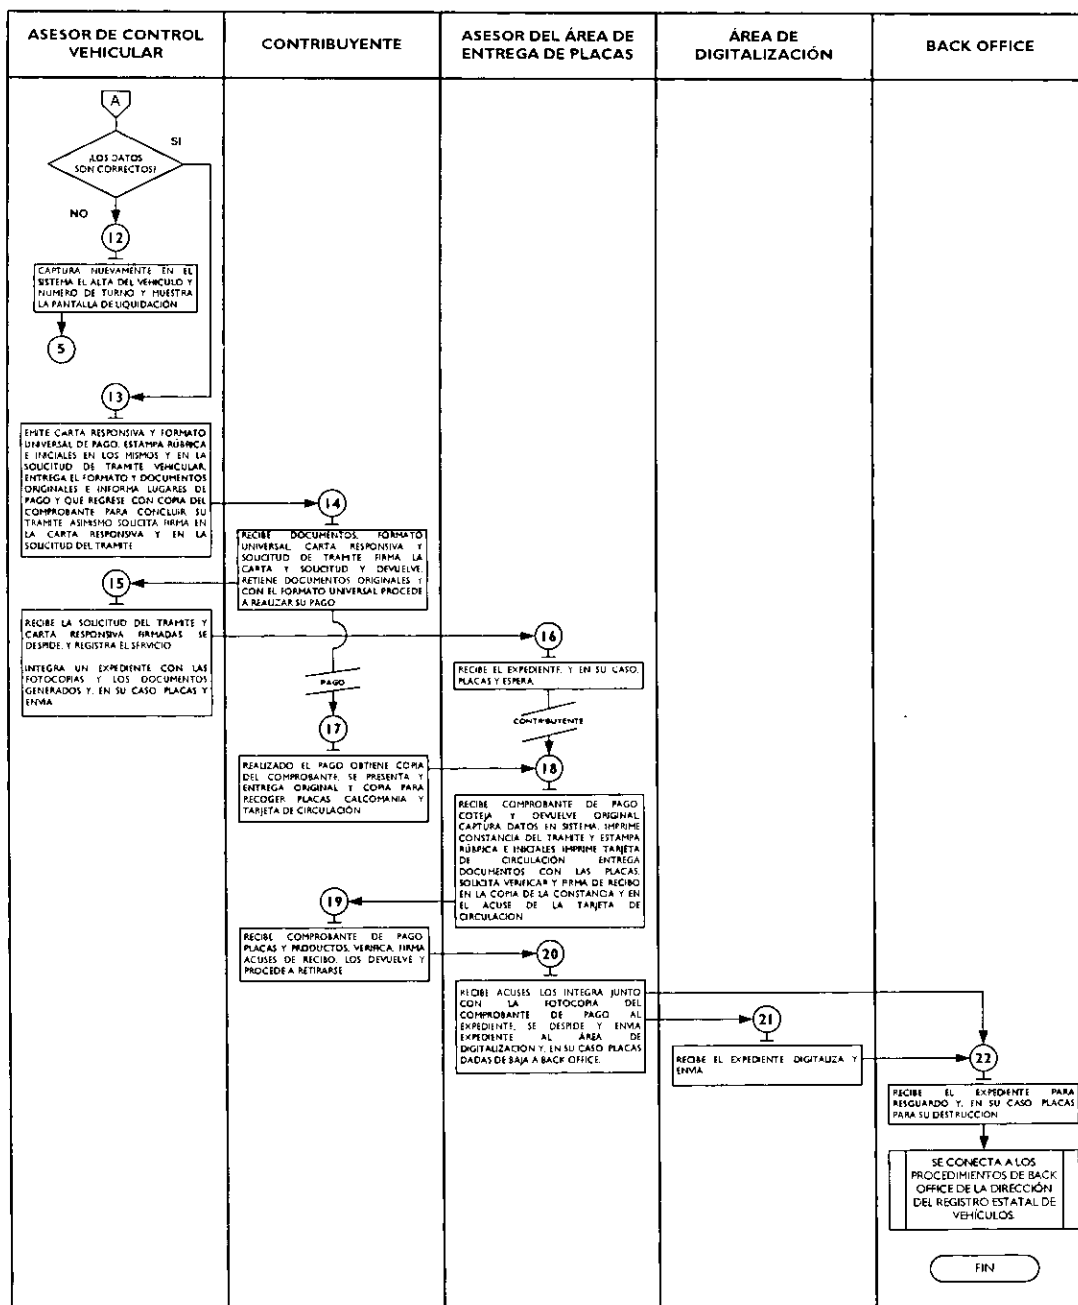 ASESOR DE CONTROL
VEHICULAR
CONTRIBUYENTE
ASESOR DEL ÁREA DE
ENTREGA DE PLACAS
ÁREA DE
DIGITALIZACIÓN
BACK OFFICE
A
SI
¿LOS DATOS
SON CORRECTOS?
NO
12
CAPTURA NUEVAMENTE EN EL
SISTEMA EL ALTA DEL VEHICULO Y
NUMERO DE TURNO Y MUESTRA
LA PANTALLA DE LIQUIDACIÓN
5
13
EMITE CARTA RESPONSIVA Y FORMATO
UNIVERSAL DE PAGO, ESTAMPA RÚBRICA
E INICIALES EN LOS MISMOS Y EN LA
SOLICITUD DE TRAMITE VEHICULAR,
ENTREGA EL FORMATO Y DOCUMENTOS
ORIGINALES E INFORMA LUGARES DE
PAGO Y QUE REGRESE CON COPIA DEL
COMPROBANTE PARA CONCLUIR SU
TRAMITE ASIMISMO SOLICITA FIRMA EN
LA CARTA RESPONSIVA Y EN LA
SOLICITUD DEL TRAMITE
14
RECIBE DOCUMENTOS, FORMATO
UNIVERSAL, CARTA RESPONSIVA Y
SOLICITUD DE TRAMITE FIRMA LA
CARTA Y SOLICITUD Y DEVUELVE,
RETIENE DOCUMENTOS ORIGINALES Y
CON EL FORMATO UNIVERSAL PROCEDE
A REALIZAR SU PAGO
15
RECIBE LA SOLICITUD DEL TRAMITE Y
CARTA RESPONSIVA FIRMADAS SE
DESPIDE, Y REGISTRA EL SERVICIO
INTEGRA UN EXPEDIENTE CON LAS
FOTOCOPIAS Y LOS DOCUMENTOS
GENERADOS Y, EN SU CASO PLACAS Y
ENVIA
16
RECIBE EL EXPEDIENTE, Y EN SU CASO,
PLACAS Y ESPERA,
PAGO
CONTRIBUYENTE
17
REALIZADO EL PAGO OBTIENE COPIA
DEL COMPROBANTE, SE PRESENTA Y
ENTREGA ORIGINAL Y COPIA PARA
RECOGER PLACAS CALCOMANIA Y
TARJETA DE CIRCULACIÓN
18
RECIBE COMPROBANTE DE PAGO
COTEJA Y DEVUELVE ORIGINAL
CAPTURA DATOS EN SISTEMA, IMPRIME
CONSTANCIA DEL TRAMITE Y ESTAMPA
RÚBRICA E INICIALES IMPRIME TARJETA
DE CIRCULACIÓN ENTREGA
DOCUMENTOS CON LAS PLACAS,
SOLICITA VERIFICAR Y FIRMA DE RECIBO
EN LA COPIA DE LA CONSTANCIA Y EN
EL ACUSE DE LA TARJETA DE
CIRCULACION
19
RECIBE COMPROBANTE DE PAGO
PLACAS Y PRODUCTOS, VERIFICA, FIRMA
ACUSES DE RECIBO, LOS DEVUELVE Y
PROCEDE A RETIRARSE
20
RECIBE ACUSES LOS INTEGRA JUNTO
CON LA FOTOCOPIA DEL
COMPROBANTE DE PAGO AL
EXPEDIENTE, SE DESPIDE Y ENVIA
EXPEDIENTE AL ÁREA DE
DIGITALIZACIÓN Y, EN SU CASO PLACAS
DADAS DE BAJA A BACK OFFICE.
21
RECIBE EL EXPEDIENTE DIGITALIZA Y
ENVIA
22
RECIBE EL EXPEDIENTE PARA
RESGUARDO Y, EN SU CASO PLACAS
PARA SU DESTRUCCION
SE CONECTA A LOS
PROCEDIMIENTOS DE BACK
OFFICE DE LA DIRECCIÓN
DEL REGISTRO ESTATAL DE
VEHÍCULOS
FIN